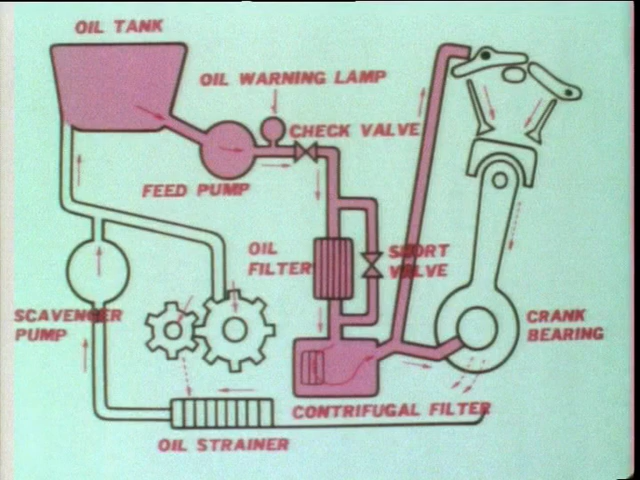 OIL TANK
OIL WARNING LAMP
CHECK VALVE
FEED PUMP
OIL
FILTER
SHORT
VALVE
SCAVENGER
PUMP
CRANK
BEARING
CONTRIFUGAL FILTER
OIL STRAINER